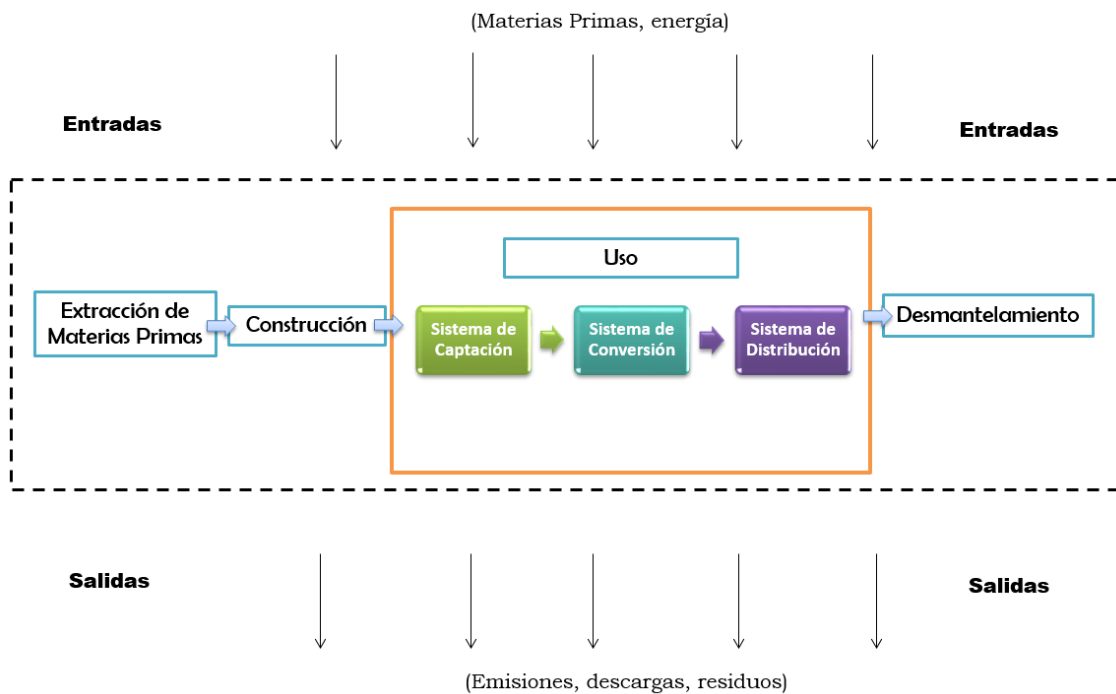 (Materias Primas, energía)
Entradas
Entradas
Uso
Extracción de
Materias Primas
Construcción
Sistema de
Captación
Sistema de
Conversión
Sistema de
Distribución
Desmantelamiento
Salidas
Salidas
(Emisiones, descargas, residuos)